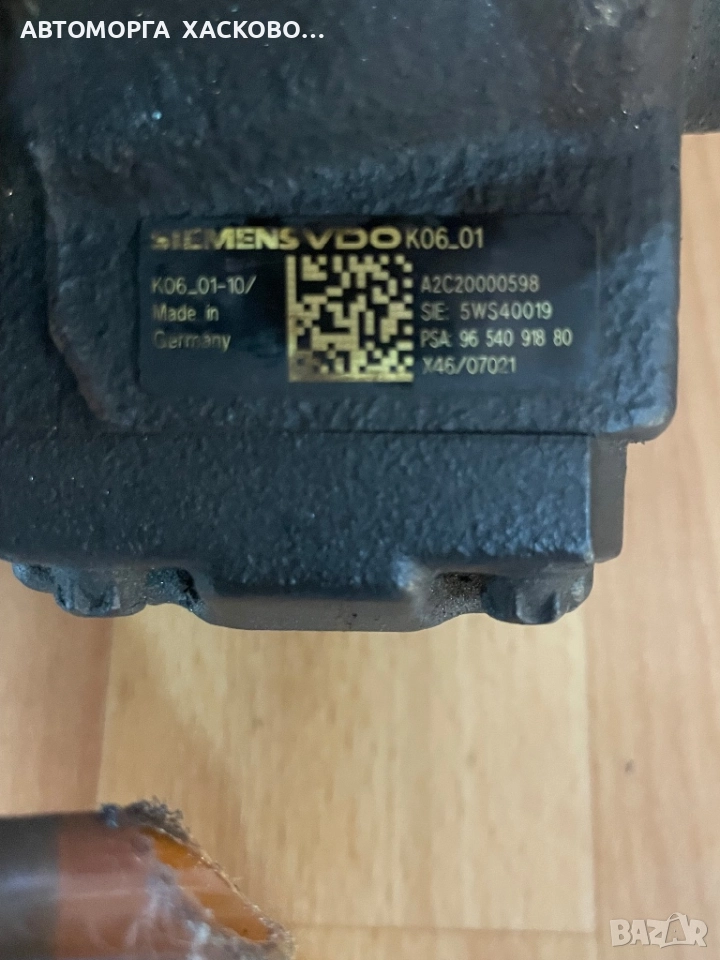 АВТОМОРГА ХАСКОВО...
SIEMENS VDO K06_01
K06_01-10/
Made in
Germany
A2C20000598
SIE: 5WS40019
PSA: 96 540 918 80
X46/07021
BAZAR